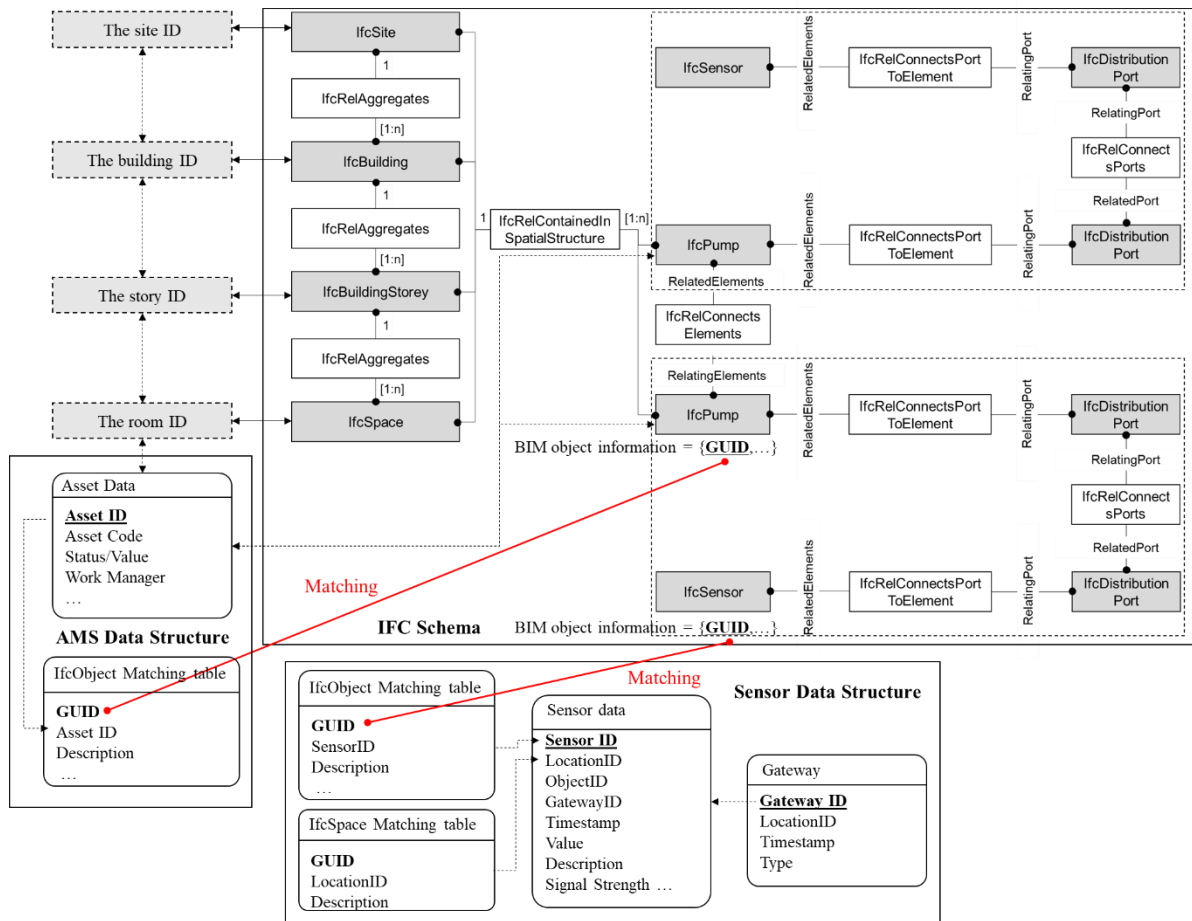 The site ID
The building ID
The story ID
The room ID
IfcSite
1
IfcRelAggregates
[1:n]
IfcBuilding
1
IfcRelAggregates
[1:n]
IfcBuildingStorey
1
IfcRelAggregates
[1:n]
IfcSpace
1
IfcRelContainedIn
SpatialStructure
[1:n]
IfcSensor
RelatedElements
IfcRelConnectsPort
ToElement
RelatingPort
IfcDistribution
Port
RelatingPort
IfcRelConnect
sPorts
RelatedPort
IfcPump
RelatedElements
IfcRelConnectsPort
ToElement
RelatingPort
IfcDistribution
Port
RelatedElements
IfcRelConnects
Elements
RelatingElements
IfcPump
RelatedElements
IfcRelConnectsPort
ToElement
RelatingPort
IfcDistribution
Port
BIM object information = {GUID,…}
RelatingPort
IfcRelConnect
sPorts
RelatedPort
IfcSensor
RelatedElements
IfcRelConnectsPort
ToElement
RelatingPort
IfcDistribution
Port
BIM object information = {GUID,…}
IFC Schema
Matching
Asset Data
Asset ID
Asset Code
Status/Value
Work Manager
…
AMS Data Structure
IfcObject Matching table
GUID
Asset ID
Description
…
Matching
Sensor Data Structure
IfcObject Matching table
GUID
SensorID
Description
…
IfcSpace Matching table
GUID
LocationID
Description
Sensor data
Sensor ID
LocationID
ObjectID
GatewayID
Timestamp
Value
Description
Signal Strength …
Gateway
Gateway ID
LocationID
Timestamp
Type